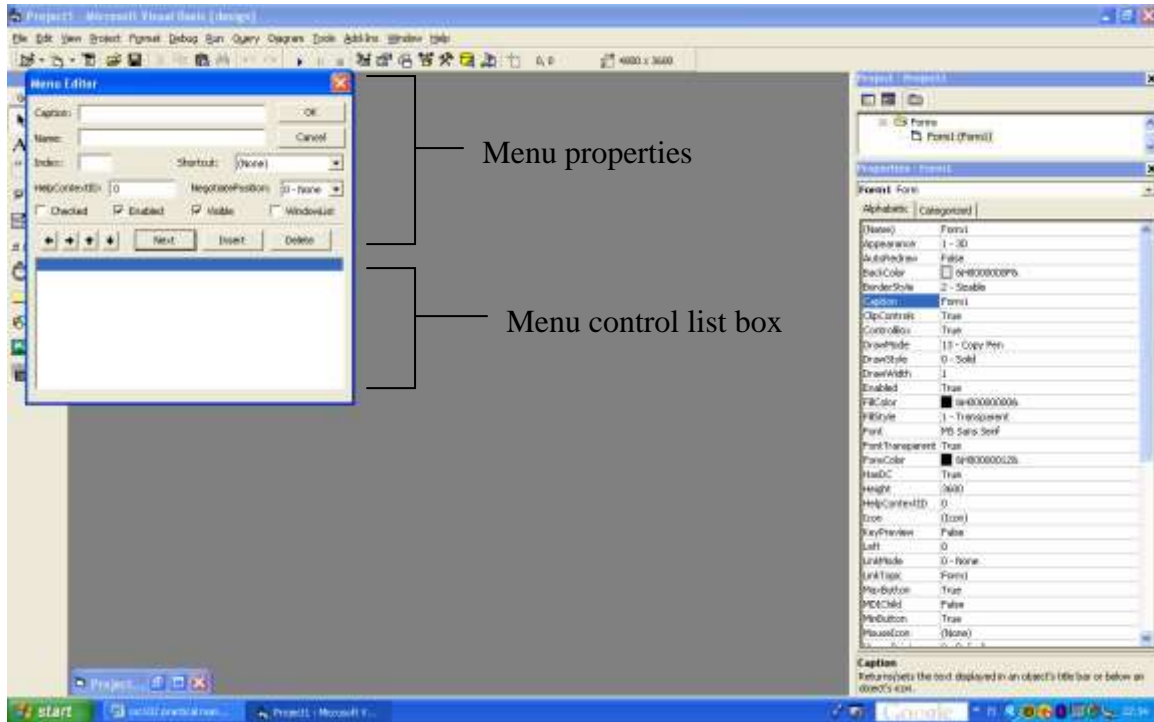 Project1 - Microsoft Visual Basic [design]
File Edit View Project Format Debug Run Query Diagram Tools Add-Ins Window Help
0, 0 4800 x 3600
Menu Editor
Caption:
OK
Name:
Cancel
Index:
Shortcut: (None)
HelpContextID: 0 NegotiatePosition: 0 - None
Checked Enabled Visible WindowList
Next Insert Delete
Menu properties
Menu control list box
Project - Project1
Forms
Form1 (Form1)
Properties - Form1
Form1 Form
Alphabetic Categorized
(Name) Form1
Appearance 1 - 3D
AutoRedraw False
BackColor
BorderStyle 2 - Sizable
Caption Form1
ClipControls True
ControlBox True
DrawMode 13 - Copy Pen
DrawStyle 0 - Solid
DrawWidth 1
Enabled True
FillColor
FillStyle 1 - Transparent
Font MS Sans Serif
FontTransparent True
ForeColor
HasDC True
Height 3600
HelpContextID 0
Icon (Icon)
KeyPreview False
Left 0
LinkMode 0 - None
LinkTopic Form1
MaxButton True
MDIChild False
MinButton True
MouseIcon (None)
Caption
Returns/sets the text displayed in an object's title bar or below an
object's icon.
Project...
start
Project1 - Microsoft V...
Google